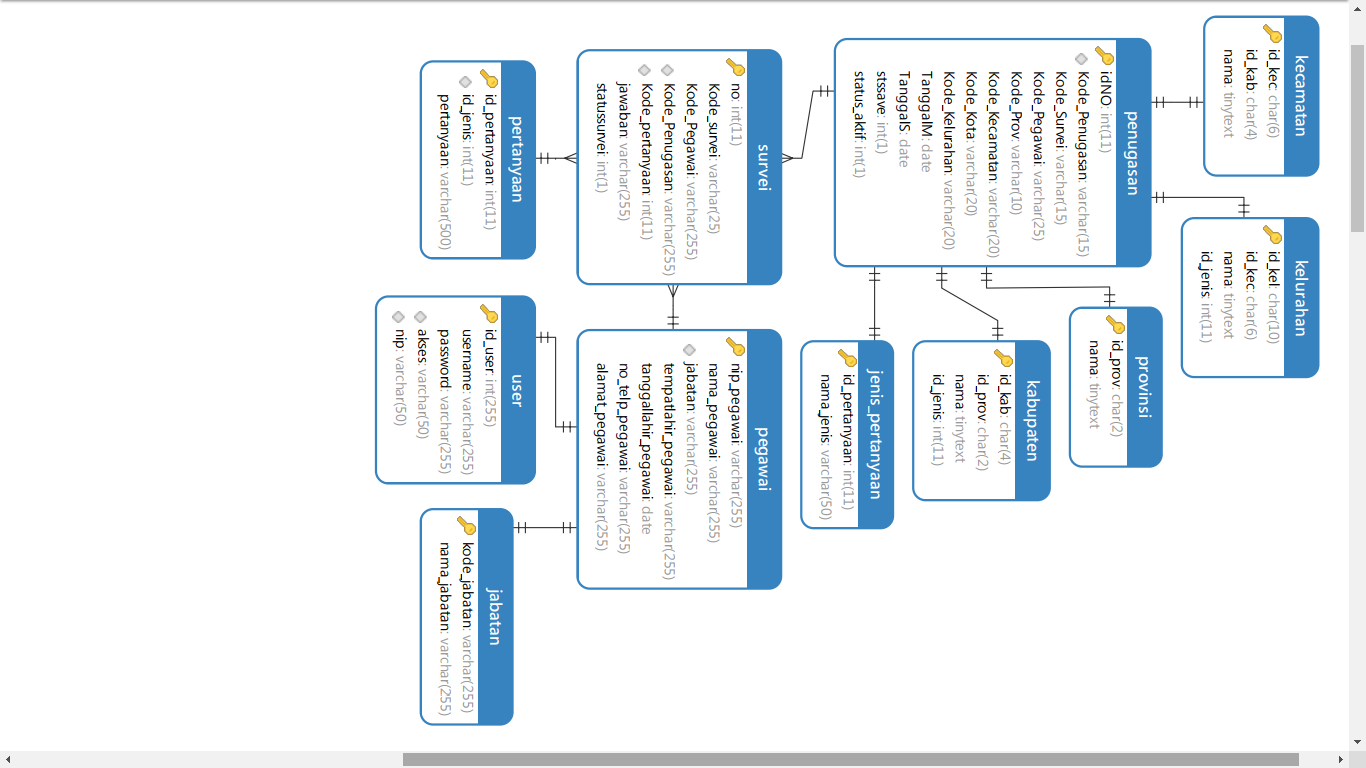 kecamatan
id_kec: char(6)
id_kab: char(4)
nama: tinytext
kelurahan
id_kel: char(10)
id_kec: char(6)
nama: tinytext
id_jenis: int(11)
penugasan
idNO: int(11)
Kode_Penugasan: varchar(15)
Kode_Survei: varchar(15)
Kode_Pegawai: varchar(25)
Kode_Prov: varchar(10)
Kode_Kecamatan: varchar(20)
Kode_Kota: varchar(20)
Kode_Kelurahan: varchar(20)
TanggalM: date
TanggalS: date
stssave: int(1)
status_aktif: int(1)
provinsi
id_prov: char(2)
nama: tinytext
kabupaten
id_kab: char(4)
id_prov: char(2)
nama: tinytext
id_jenis: int(11)
jenis_pertanyaan
id_pertanyaan: int(11)
nama_jenis: varchar(50)
survei
no: int(11)
Kode_survei: varchar(25)
Kode_Pegawai: varchar(255)
Kode_Penugasan: varchar(255)
Kode_pertanyaan: int(11)
jawaban: varchar(255)
statussurvei: int(1)
pegawai
nip_pegawai: varchar(255)
nama_pegawai: varchar(255)
jabatan: varchar(255)
tempatlahir_pegawai: varchar(255)
tanggallahir_pegawai: date
no_telp_pegawai: varchar(255)
alamat_pegawai: varchar(255)
pertanyaan
id_pertanyaan: int(11)
id_jenis: int(11)
pertanyaan: varchar(500)
user
id_user: int(255)
username: varchar(255)
password: varchar(255)
akses: varchar(50)
nip: varchar(50)
jabatan
kode_jabatan: varchar(255)
nama_jabatan: varchar(255)